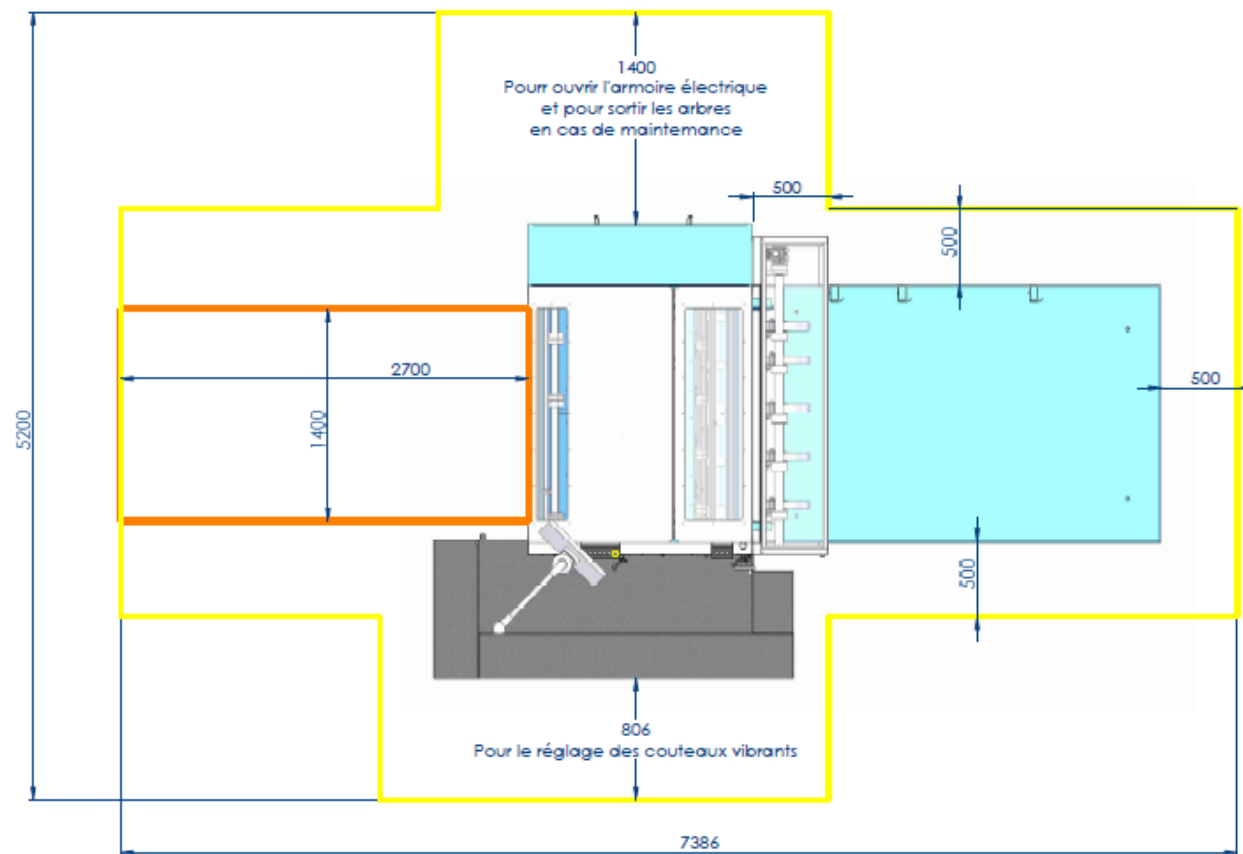 1400
Pourr ouvrir l'armoire électrique
et pour sortir les arbres
en cas de maintemance
500
500
2700
500
1400
5200
500
806
Pour le réglage des couteaux vibrants
7386